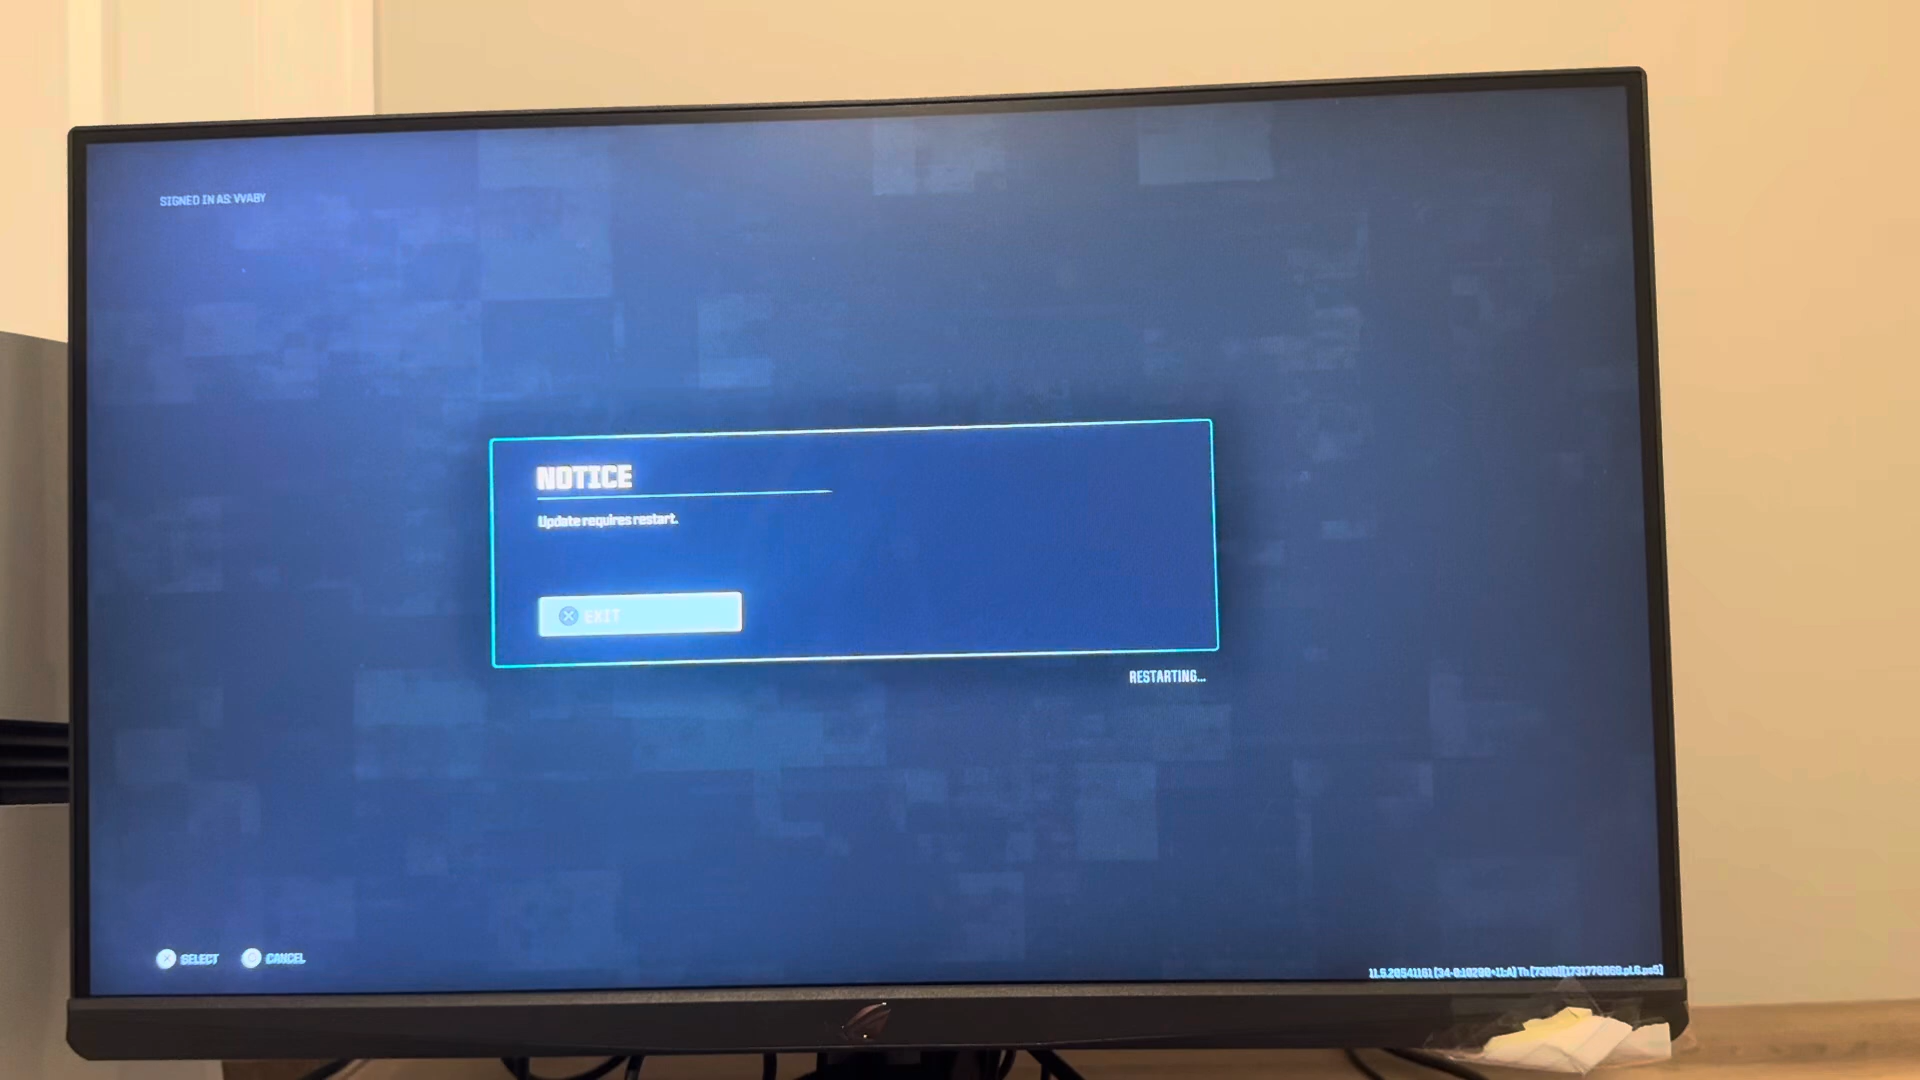 SIGNED IN AS: VVABY
NOTICE
Update requires restart.
EXIT
RESTARTING...
SELECT CANCEL